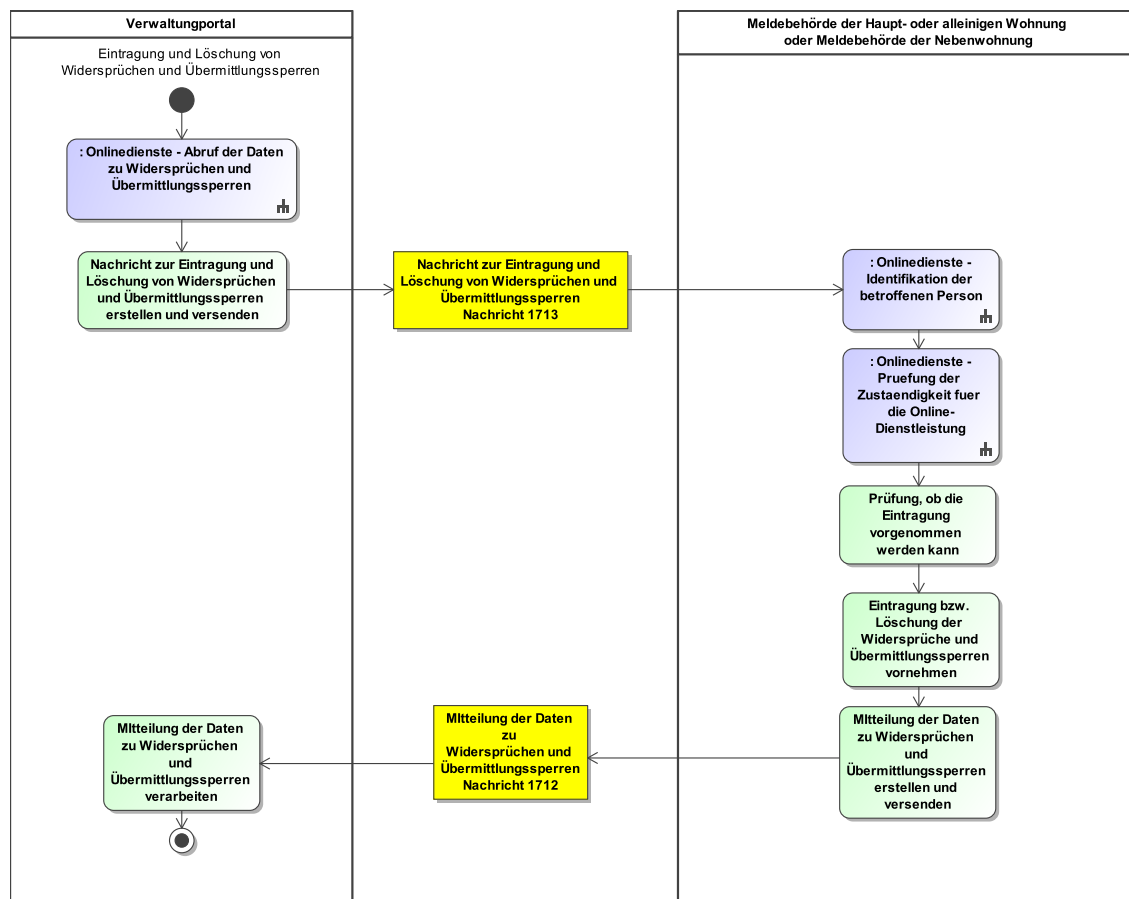 Verwaltungportal
Meldebehörde der Haupt- oder alleinigen Wohnung
oder Meldebehörde der Nebenwohnung
Eintragung und Löschung von
Widersprüchen und Übermittlungssperren
: Onlinedienste - Abruf der Daten
zu Widersprüchen und
Übermittlungssperren
Nachricht zur Eintragung und
Löschung von Widersprüchen
und Übermittlungssperren
erstellen und versenden
Nachricht zur Eintragung und
Löschung von Widersprüchen und
Übermittlungssperren
Nachricht 1713
: Onlinedienste -
Identifikation der
betroffenen Person
: Onlinedienste -
Pruefung der
Zustaendigkeit fuer
die Online-
Dienstleistung
Prüfung, ob die
Eintragung
vorgenommen
werden kann
Eintragung bzw.
Löschung der
Widersprüche und
Übermittlungssperren
vornehmen
MItteilung der Daten
zu Widersprüchen
und
Übermittlungssperren
erstellen und
versenden
MItteilung der Daten
zu
Widersprüchen und
Übermittlungssperren
Nachricht 1712
MItteilung der Daten
zu Widersprüchen
und
Übermittlungssperren
verarbeiten